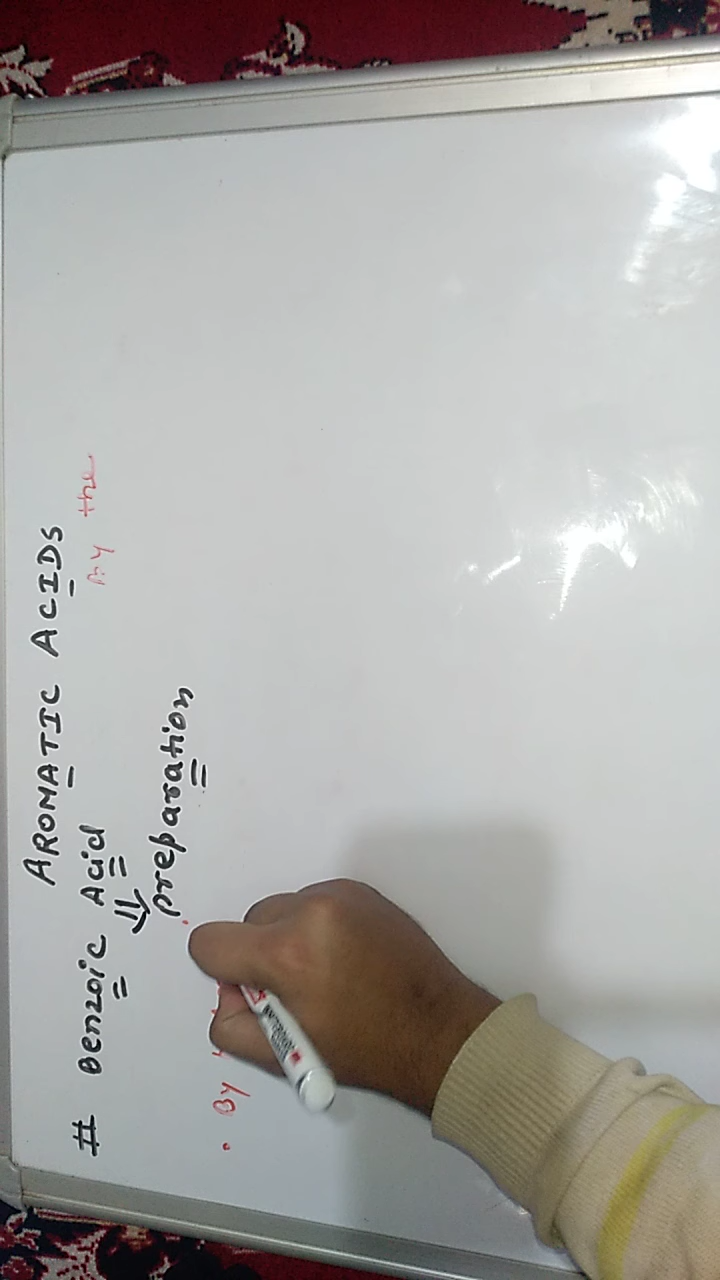 AROMATIC ACIDS
by the
# Benzoic Acid
⇓
preparation
• By